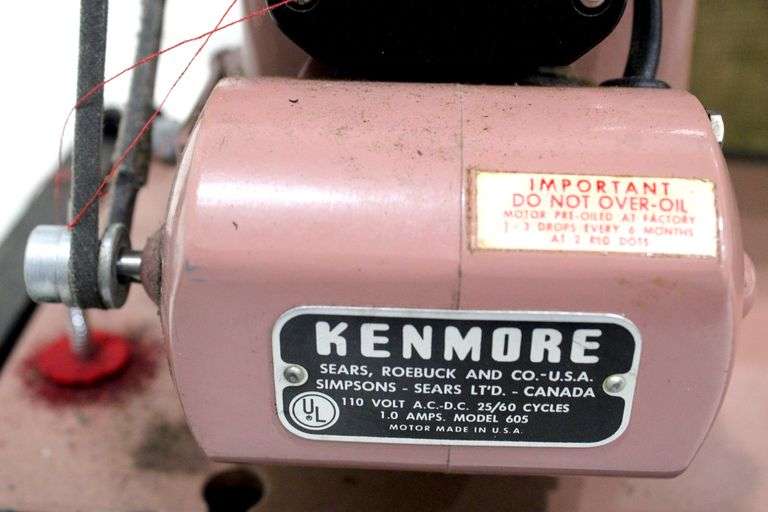 IMPORTANT
DO NOT OVER-OIL
MOTOR PRE-OILED AT FACTORY
1-3 DROPS EVERY 6 MONTHS
AT 2 RED DOTS
KENMORE
SEARS, ROEBUCK AND CO.-U.S.A.
SIMPSONS - SEARS LT'D. - CANADA
UL
110 VOLT A.C.-D.C. 25/60 CYCLES
1.0 AMPS. MODEL 605
MOTOR MADE IN U.S.A.